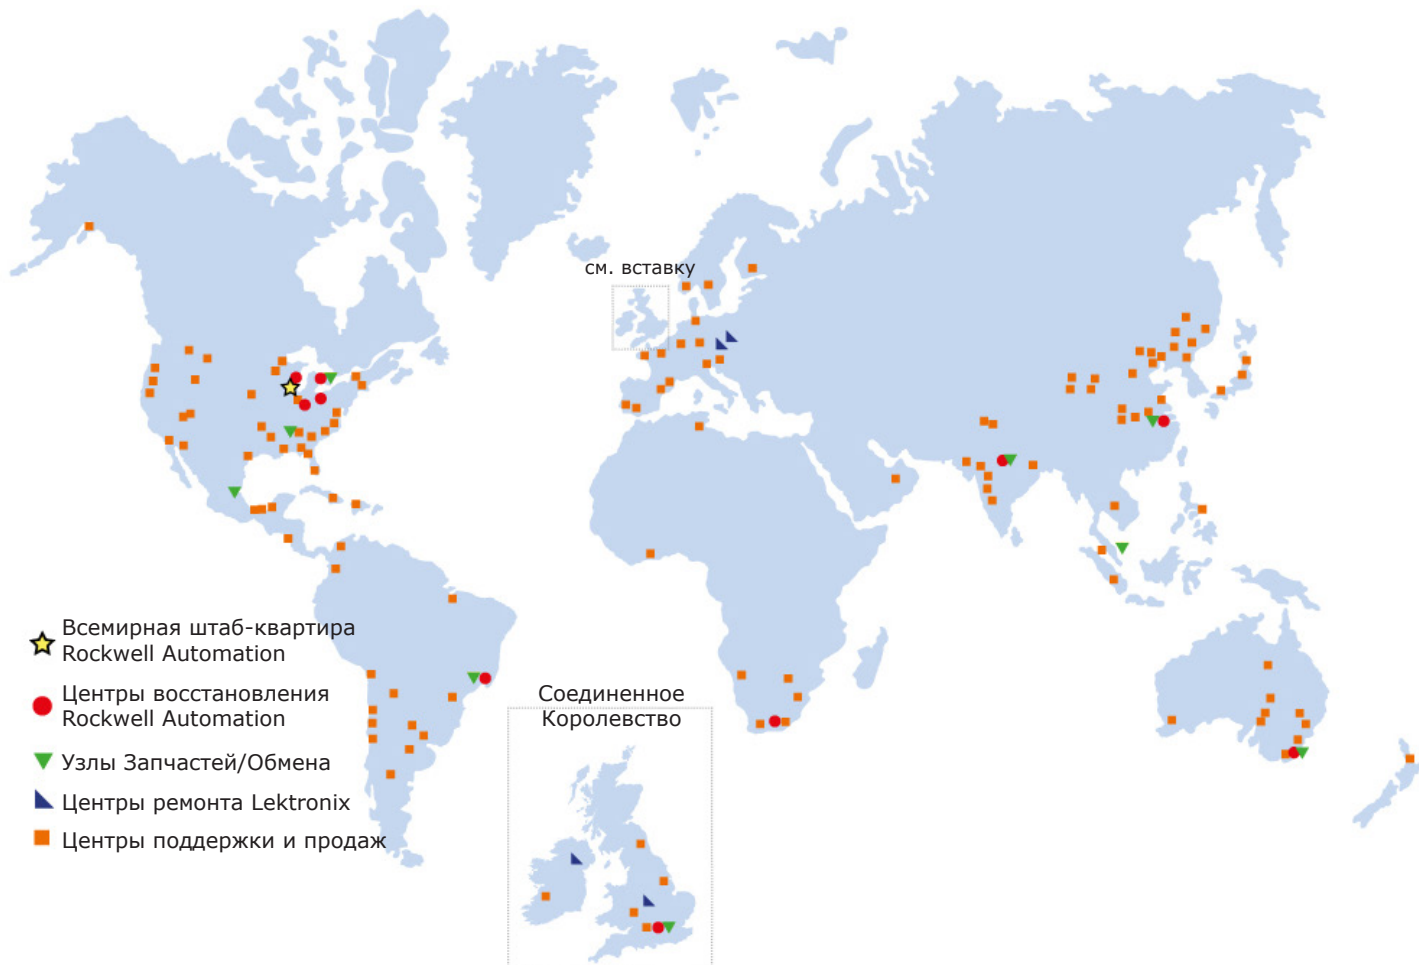 см. вставку
Всемирная штаб-квартира
Rockwell Automation
Центры восстановления
Rockwell Automation
Узлы Запчастей/Обмена
Центры ремонта Lektronix
Центры поддержки и продаж
Соединенное
Королевство